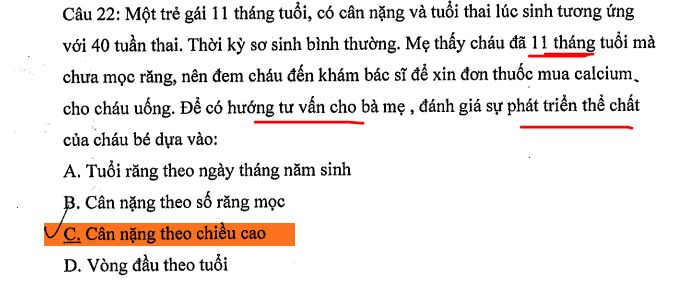 Câu 22: Một trẻ gái 11 tháng tuổi, có cân nặng và tuổi thai lúc sinh tương ứng
với 40 tuần thai. Thời kỳ sơ sinh bình thường. Mẹ thấy cháu đã 11 tháng tuổi mà
chưa mọc răng, nên đem cháu đến khám bác sĩ để xin đơn thuốc mua calcium
cho cháu uống. Để có hướng tư vấn cho bà mẹ , đánh giá sự phát triển thể chất
của cháu bé dựa vào:
A. Tuổi răng theo ngày tháng năm sinh
B. Cân nặng theo số răng mọc
C. Cân nặng theo chiều cao
D. Vòng đầu theo tuổi